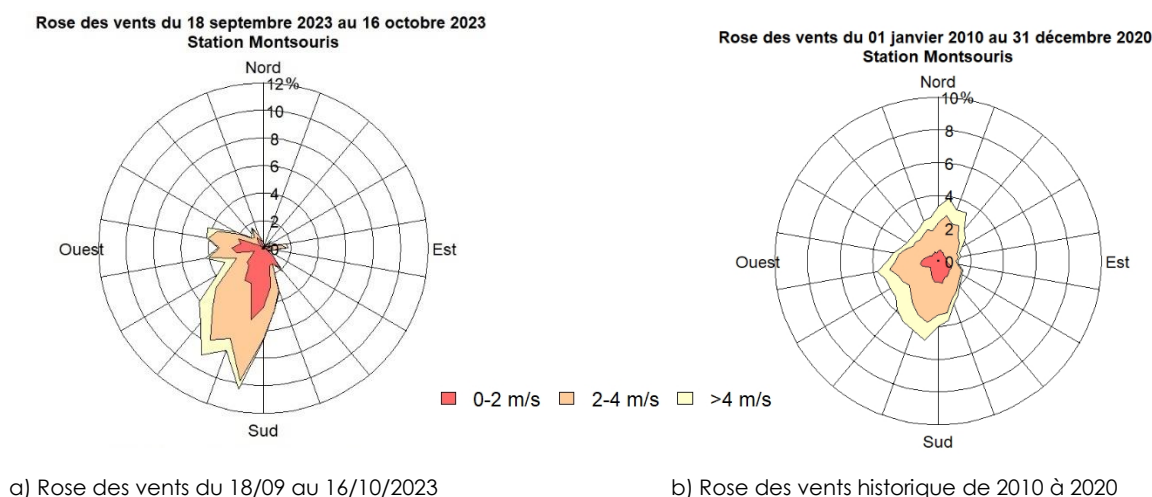 Rose des vents du 18 septembre 2023 au 16 octobre 2023
Station Montsouris
Nord
12%
10
8
6
4
2
0
Ouest
Est
Sud
Rose des vents du 01 janvier 2010 au 31 décembre 2020
Station Montsouris
Nord
10%
8
6
4
2
0
Ouest
Est
Sud
0-2 m/s 2-4 m/s >4 m/s
a) Rose des vents du 18/09 au 16/10/2023
b) Rose des vents historique de 2010 à 2020